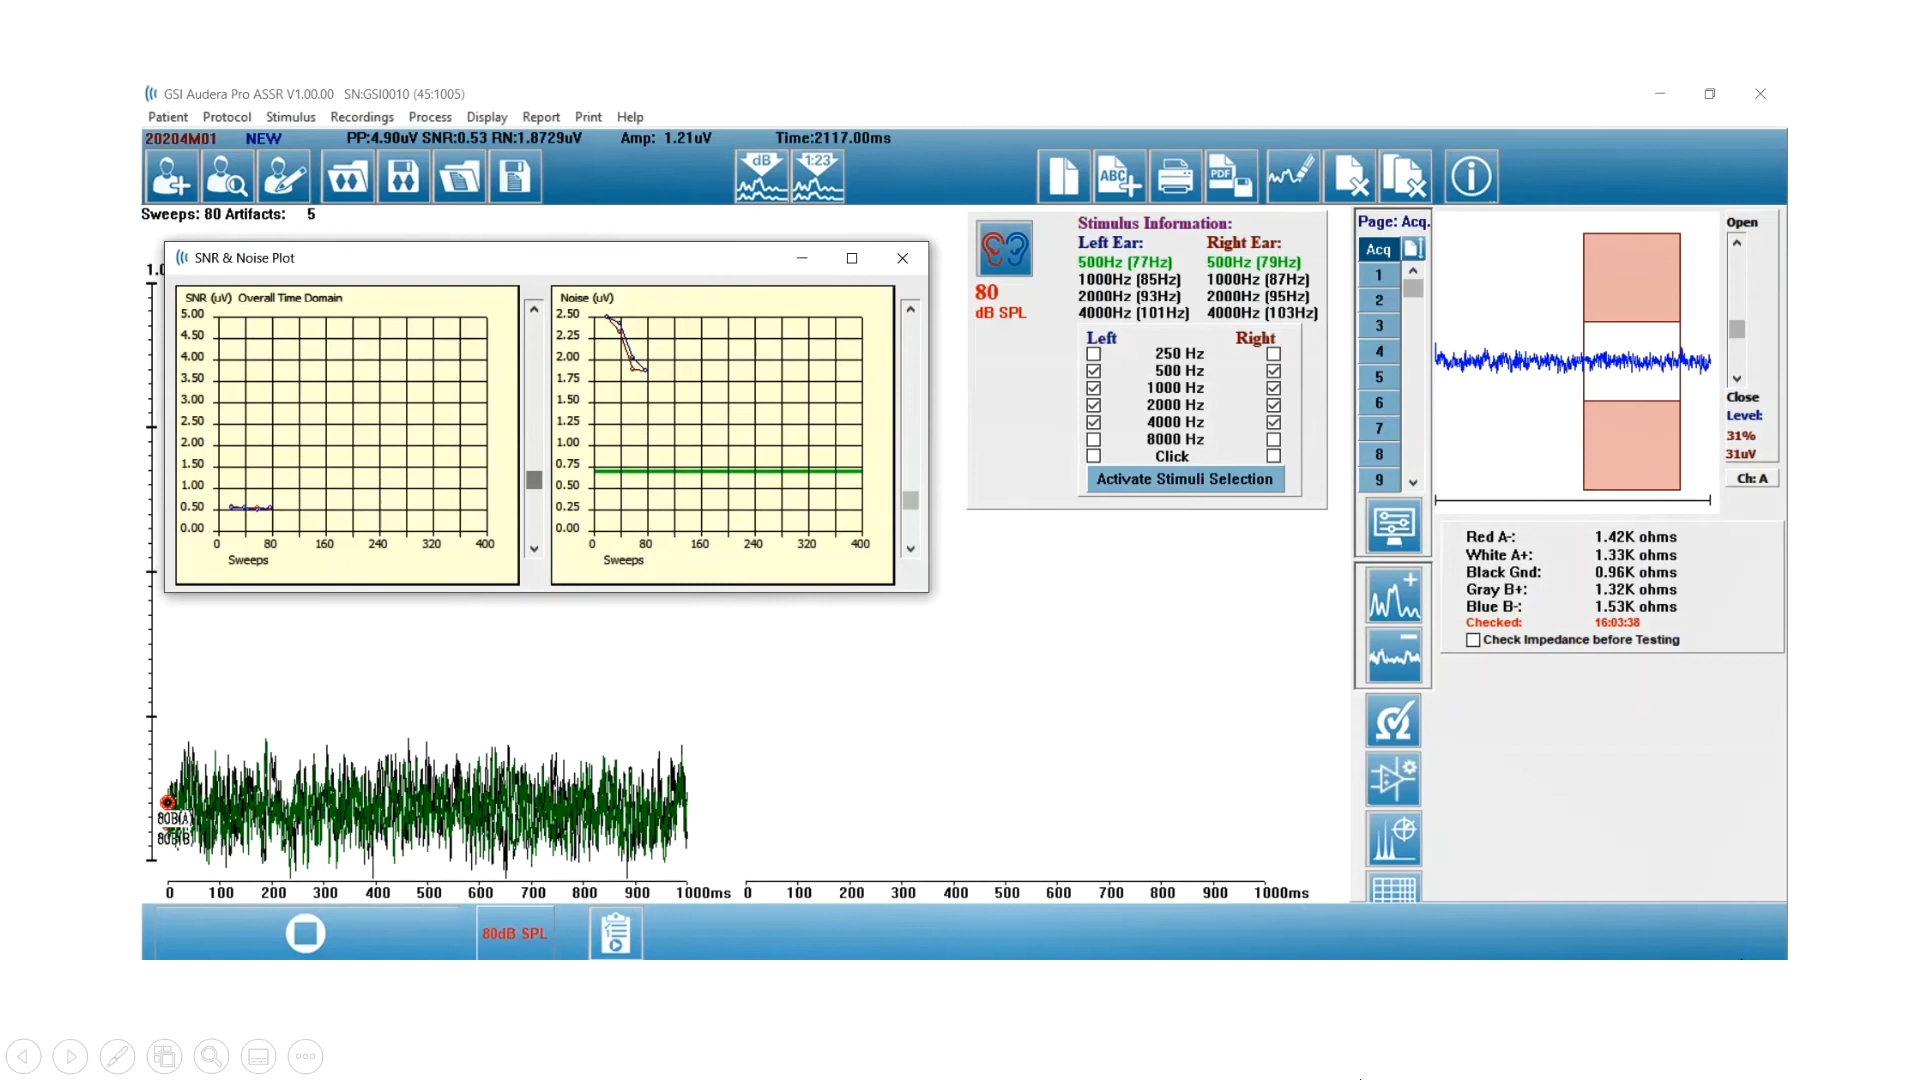 GSI Audera Pro ASSR V1.00.00 SN:GSI0010 (45:1005)
Patient Protocol Stimulus Recordings Process Display Report Print Help
20204M01 NEW PP:4.90uV SNR:0.53 RN:1.8729uV Amp: 1.21uV Time:2117.00ms
dB 1:23 ABC PDF
Sweeps: 80 Artifacts: 5
SNR & Noise Plot
SNR (uV) Overall Time Domain
5.00
4.50
4.00
3.50
3.00
2.50
2.00
1.50
1.00
0.50
0.00
0 80 160 240 320 400
Sweeps
Noise (uV)
2.50
2.25
2.00
1.75
1.50
1.25
1.00
0.75
0.50
0.25
0.00
0 80 160 240 320 400
Sweeps
80
dB SPL
Stimulus Information:
Left Ear: Right Ear:
500Hz (77Hz) 500Hz (79Hz)
1000Hz (85Hz) 1000Hz (87Hz)
2000Hz (93Hz) 2000Hz (95Hz)
4000Hz (101Hz) 4000Hz (103Hz)
Left Right
250 Hz
500 Hz
1000 Hz
2000 Hz
4000 Hz
8000 Hz
Click
Activate Stimuli Selection
Page: Acq.
Acq
1
2
3
4
5
6
7
8
9
Open
Close
Level:
31%
31uV
Ch: A
Red A-: 1.42K ohms
White A+: 1.33K ohms
Black Gnd: 0.96K ohms
Gray B+: 1.32K ohms
Blue B-: 1.53K ohms
Checked: 16:03:38
Check Impedance before Testing
0 100 200 300 400 500 600 700 800 900 1000ms
0 100 200 300 400 500 600 700 800 900 1000ms
80dB SPL